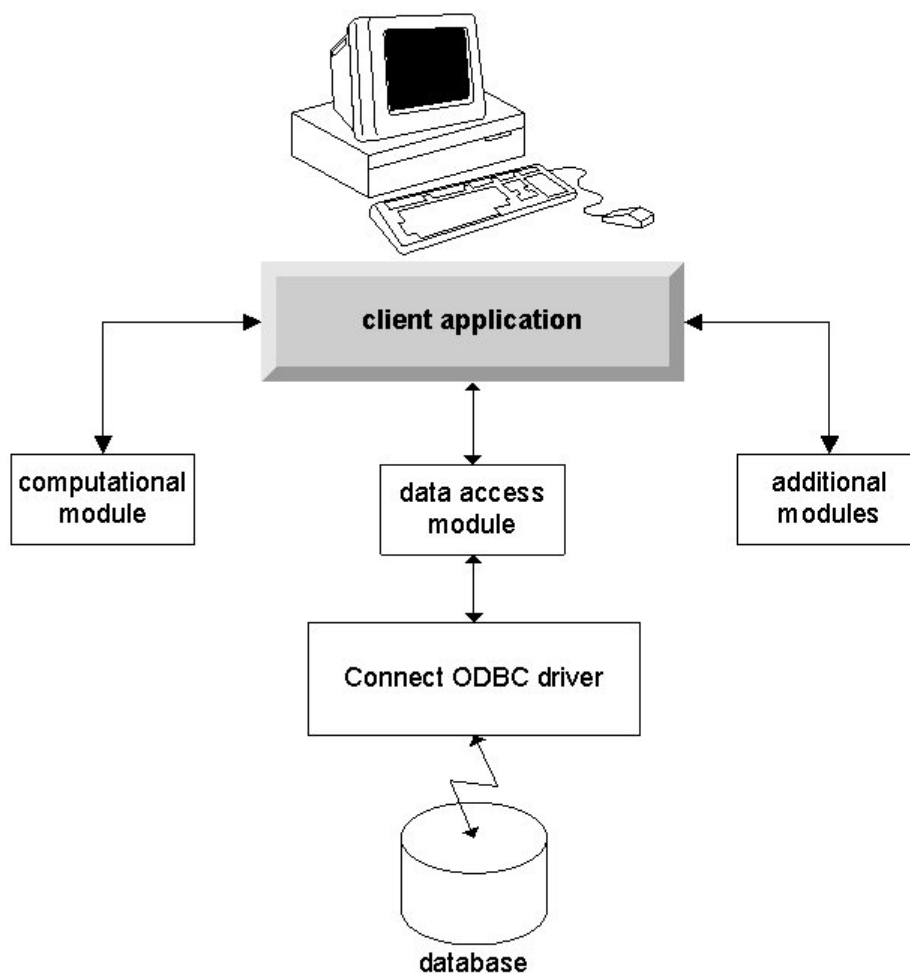 client application
computational
module
data access
module
additional
modules
Connect ODBC driver
database